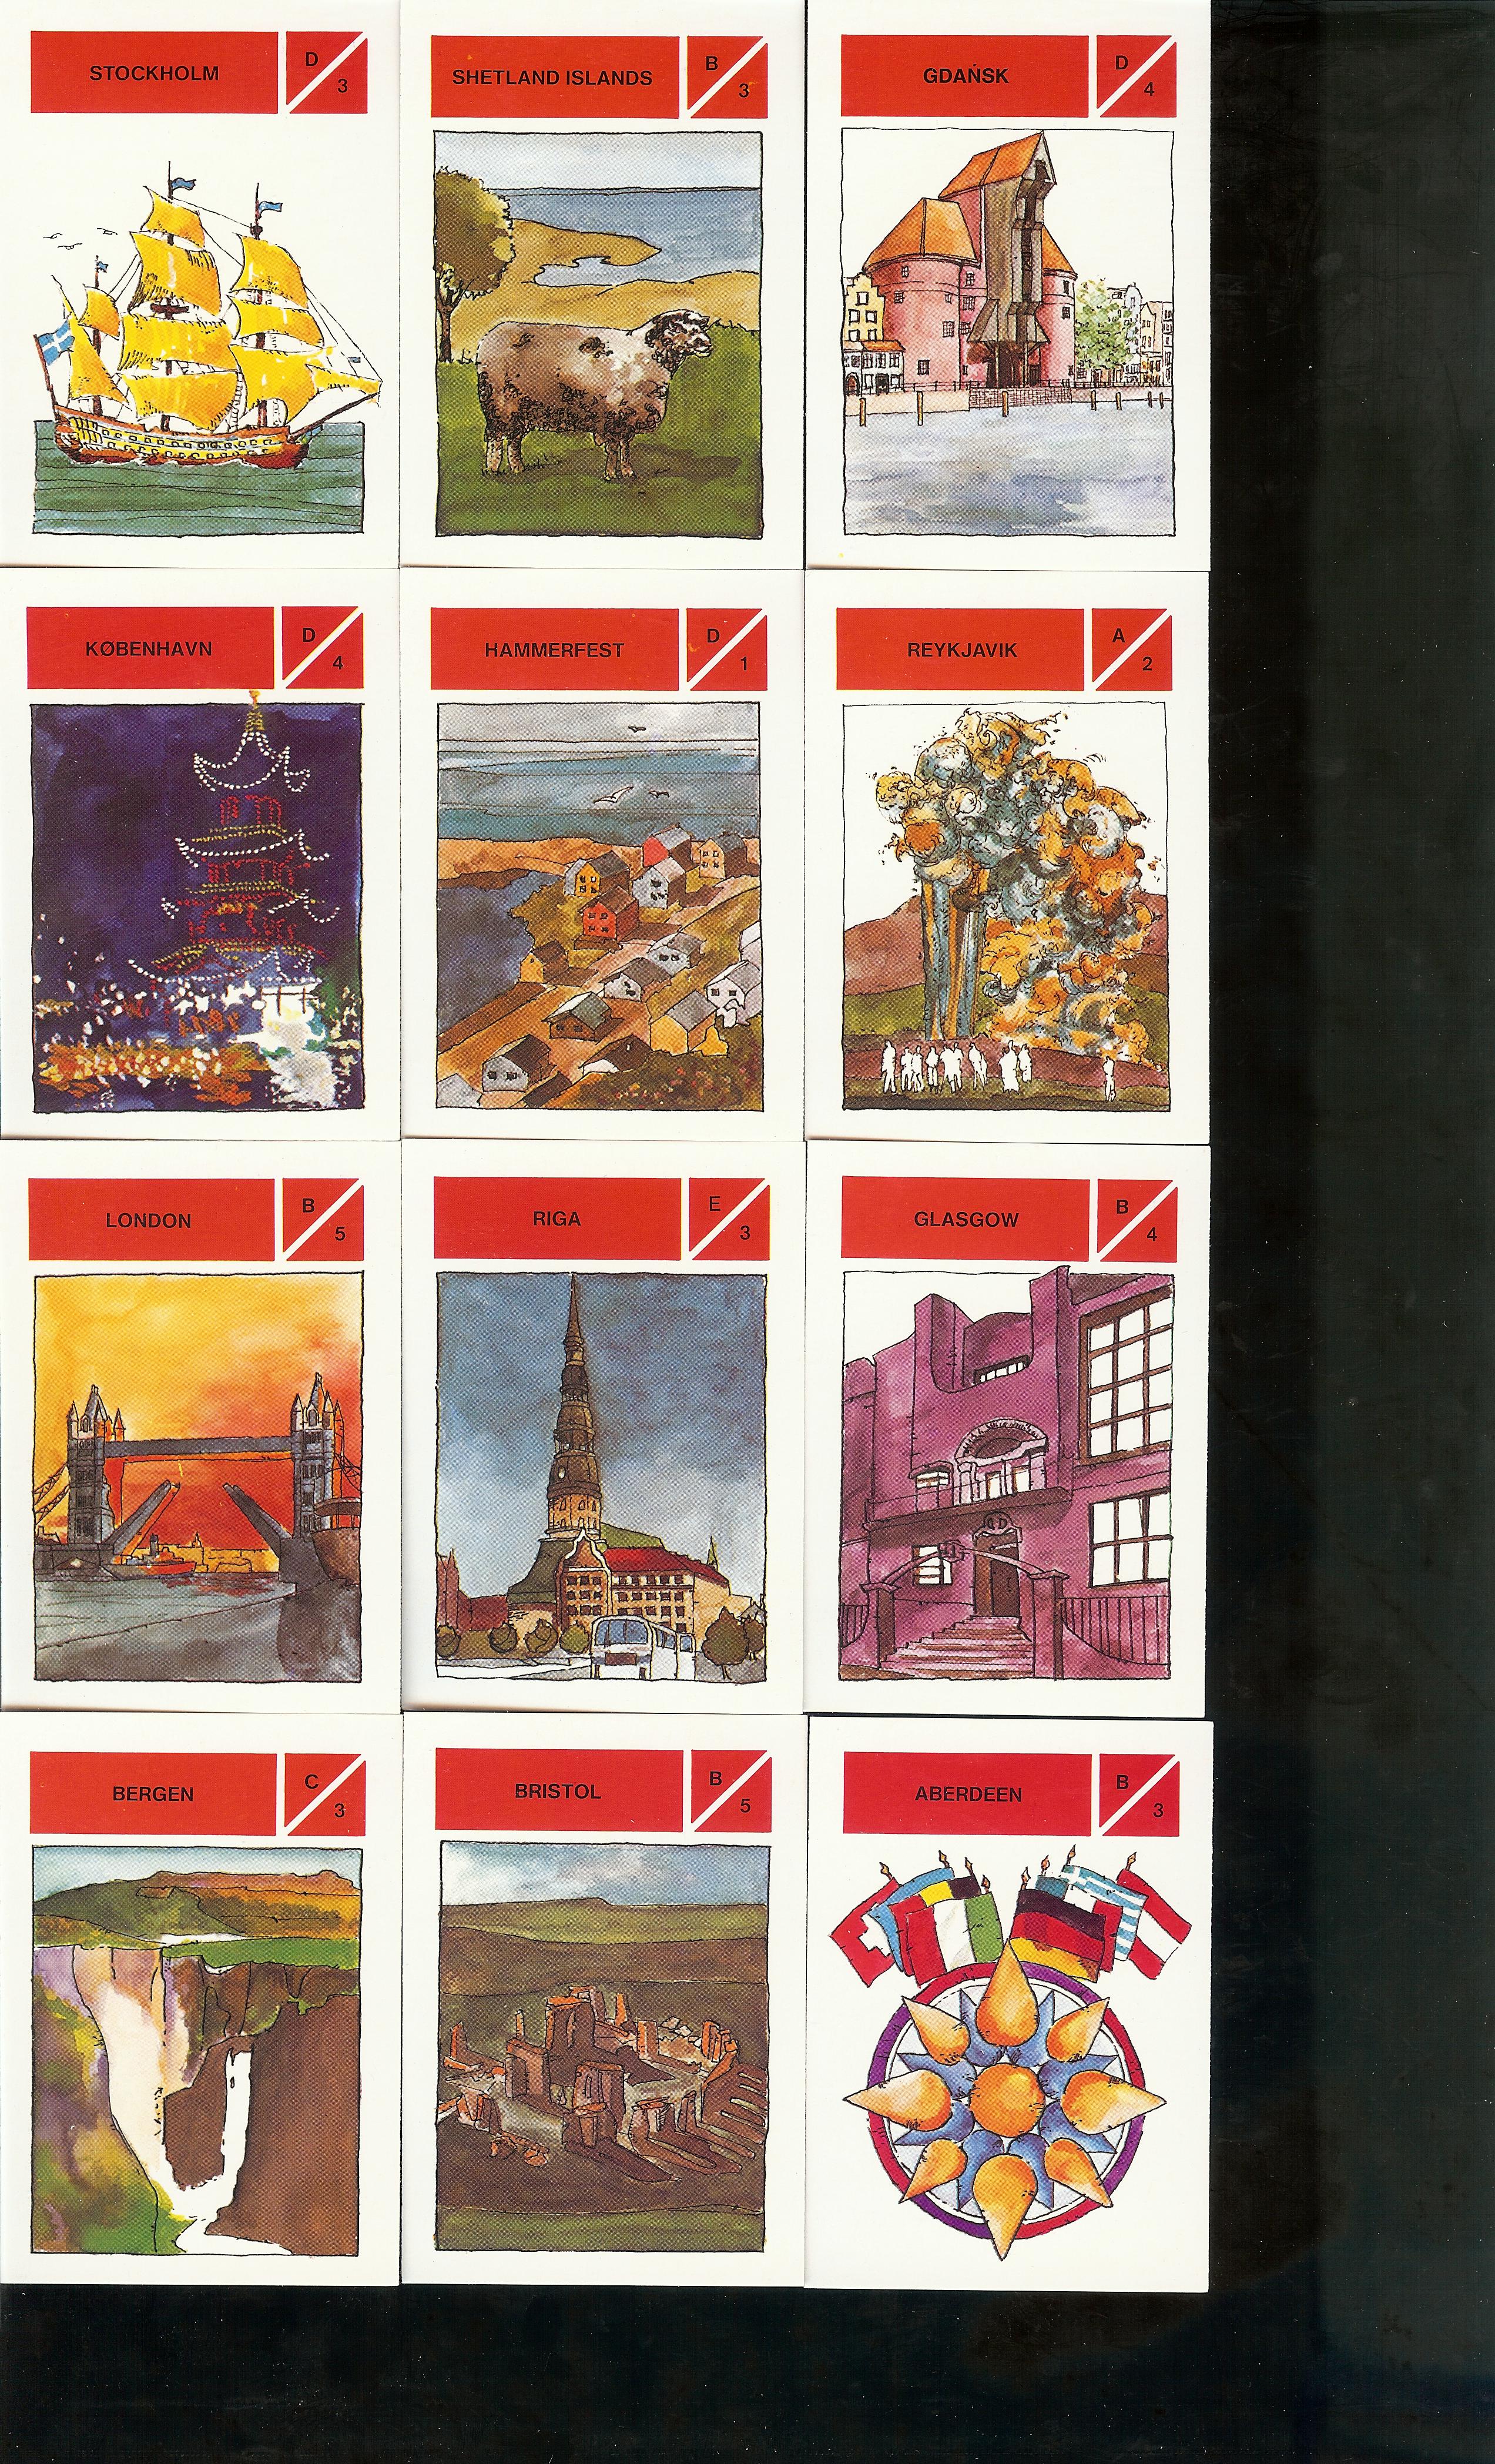 STOCKHOLM D 3
SHETLAND ISLANDS B 3
GDAŃSK D 4
KØBENHAVN D 4
HAMMERFEST D 1
REYKJAVIK A 2
LONDON B 5
RIGA E 3
GLASGOW B 4
BERGEN C 3
BRISTOL B 5
ABERDEEN B 3